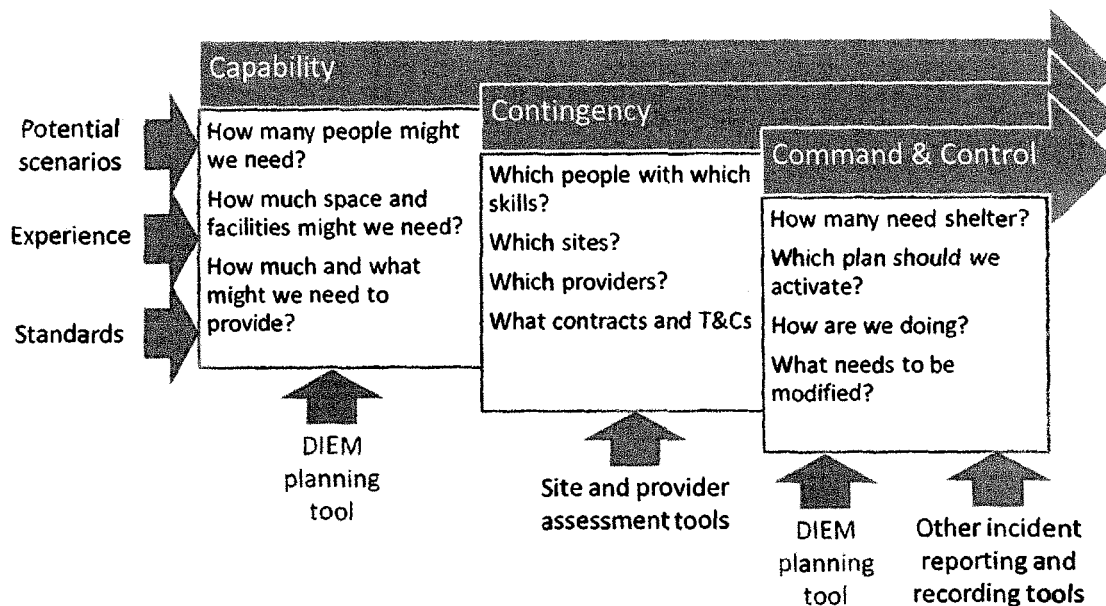 Capability
Potential
scenarios
Experience
Standards
How many people might
we need?
How much space and
facilities might we need?
How much and what
might we need to
provide?
DIEM
planning
tool
Contingency
Which people with which
skills?
Which sites?
Which providers?
What contracts and T&Cs
Site and provider
assessment tools
Command & Control
How many need shelter?
Which plan should we
activate?
How are we doing?
What needs to be
modified?
DIEM
planning
tool
Other incident
reporting and
recording tools